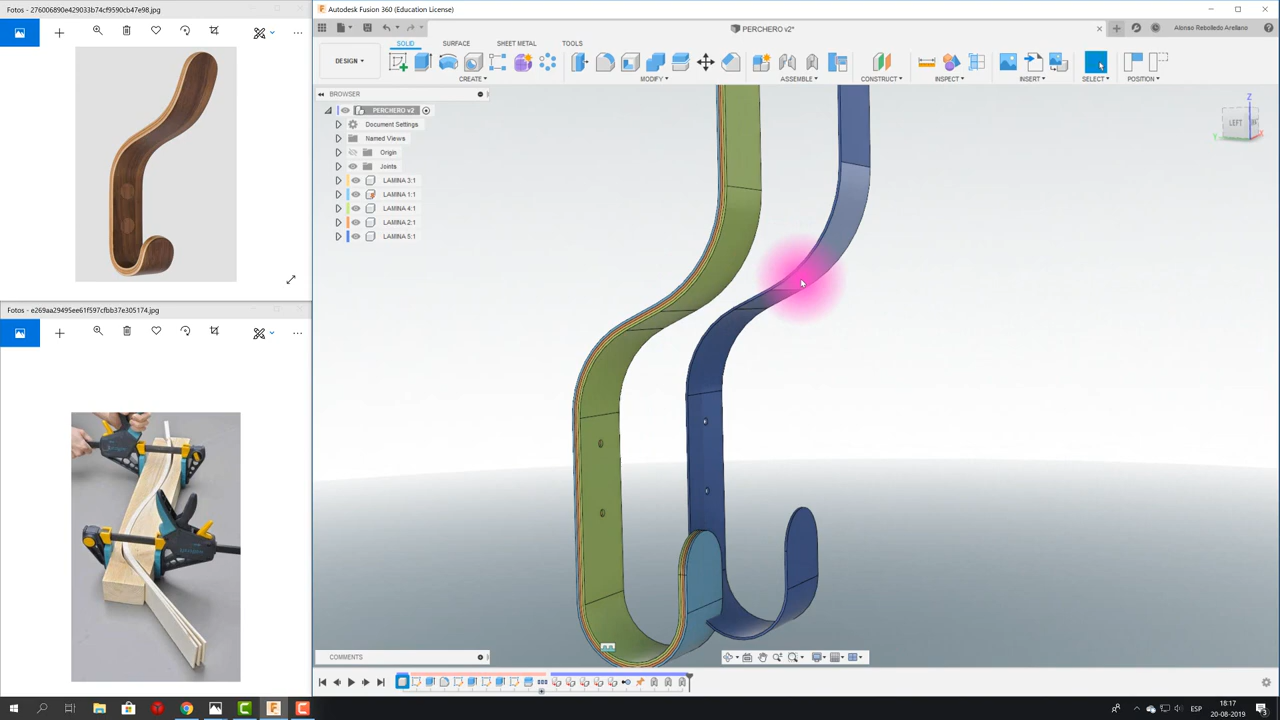 Fotos - 276006890e429033b74cf9590cb47e98.jpg
Fotos - e269aa29495ee61f597cfbb37e305174.jpg
Autodesk Fusion 360 (Education License)
PERCHERO v2*
Alonso Rebolledo Arellano
SOLID SURFACE SHEET METAL TOOLS
DESIGN
CREATE MODIFY ASSEMBLE CONSTRUCT INSPECT INSERT SELECT POSITION
BROWSER
PERCHERO v2
Document Settings
Named Views
Origin
Joints
LAMINA 3:1
LAMINA 1:1
LAMINA 4:1
LAMINA 2:1
LAMINA 5:1
Z
LEFT
Y
X
COMMENTS
ESP
18:17
20-08-2019